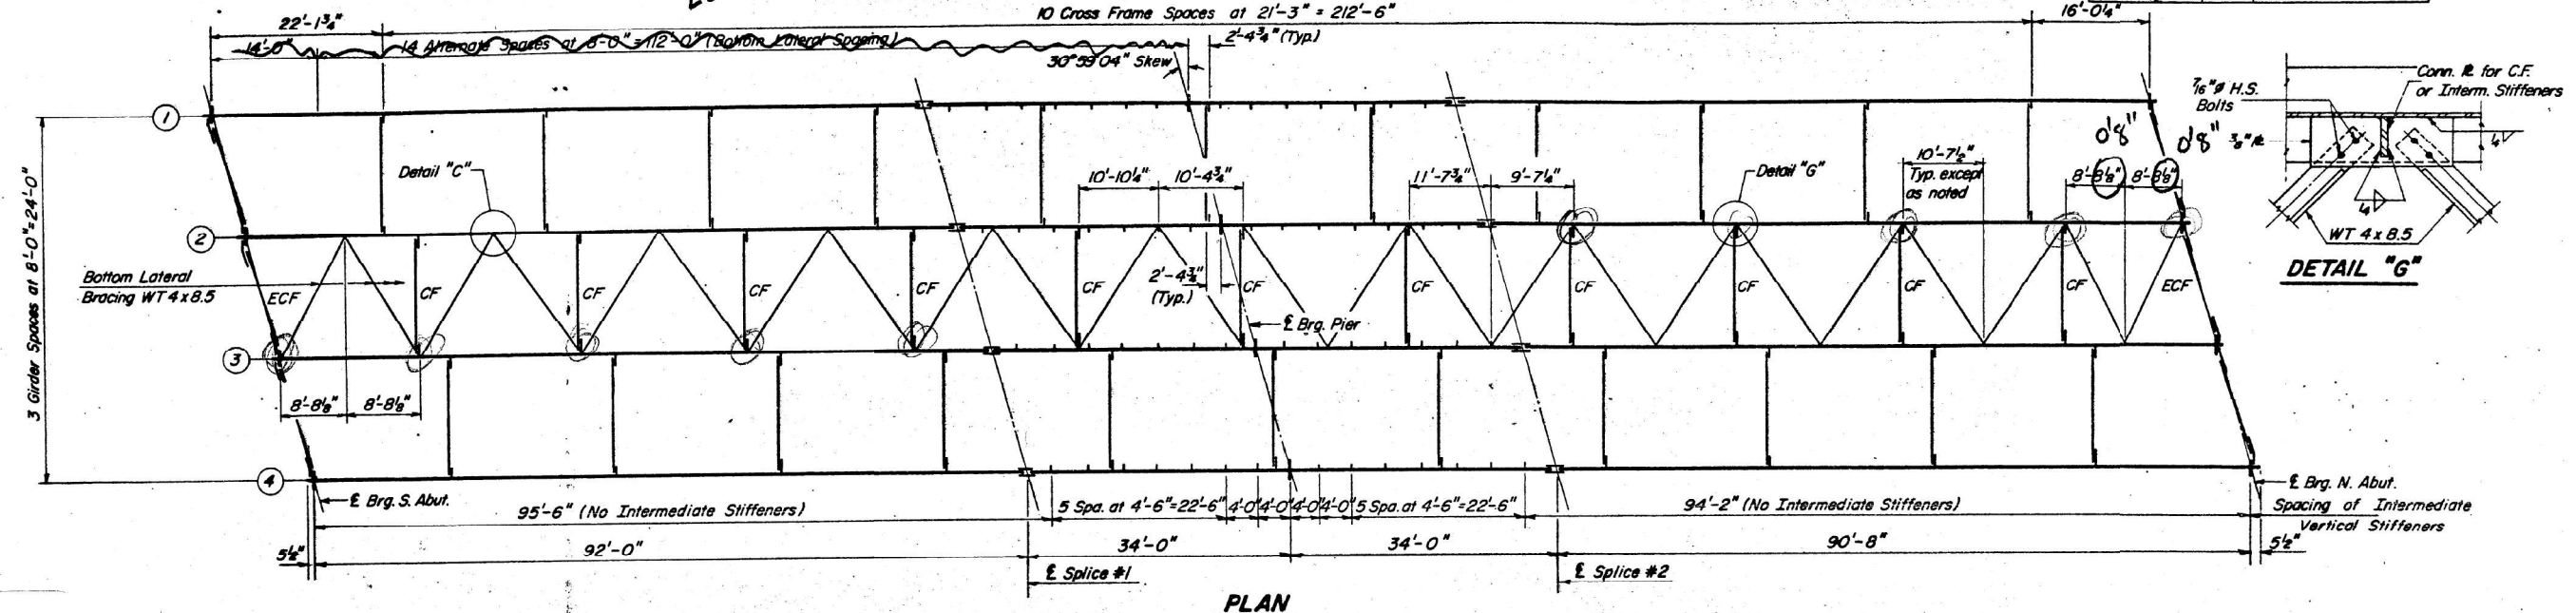 10 Cross Frame Spaces at 21'-3" = 212'-6"
22'-1¾"
16'-0¼"
14'-0"
14 Alternate Spaces at 8'-0" = 112'-0" (Bottom Lateral Spacing)
2'-4¾" (Typ.)
30°59'04" Skew
1
2
3
4
3 Girder Spaces at 8'-0"=24'-0"
Detail "C"
10'-10¼"
10'-4¾"
11'-7¾"
9'-7¼"
10'-7½"
Typ. except
as noted
Detail "G"
0'8"
0'8"
8'-8⅛"
8'-8⅛"
Bottom Lateral
Bracing WT 4 x 8.5
ECF
CF
CF
CF
CF
CF
2'-4¾"
(Typ.)
CF
CF
CF
CF
CF
CF
ECF
℄ Brg. Pier
8'-8⅛"
8'-8⅛"
℄ Brg. S. Abut.
95'-6" (No Intermediate Stiffeners)
5 Spa. at 4'-6"=22'-6"
4'-0"
4'-0"
4'-0"
4'-0"
5 Spa. at 4'-6"=22'-6"
94'-2" (No Intermediate Stiffeners)
℄ Brg. N. Abut.
Spacing of Intermediate
Vertical Stiffeners
5½"
92'-0"
34'-0"
34'-0"
90'-8"
5½"
℄ Splice #1
℄ Splice #2
PLAN
Conn. ℞ for C.F.
or Interm. Stiffeners
7/16" ø H.S.
Bolts
⅜" ℞
¼
¼
WT 4 x 8.5
DETAIL "G"